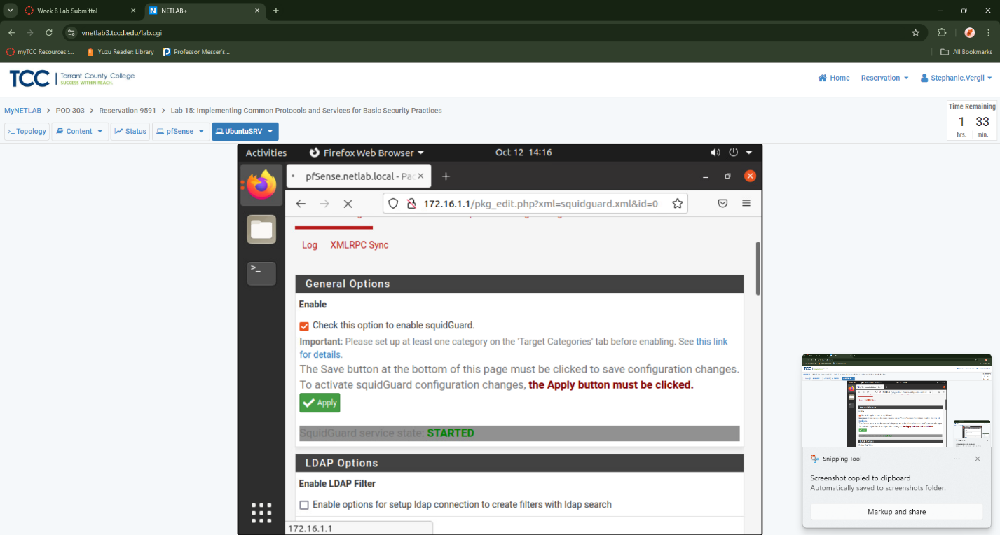 Week 8 Lab Submittal
NETLAB+
vnetlab3.tccd.edu/lab.cgi
myTCC Resources :...
Yuzu Reader: Library
Professor Messer's...
All Bookmarks
TCC
Tarrant County College
SUCCESS WITHIN REACH.
Home
Reservation
Stephanie.Vergil
MyNETLAB > POD 303 > Reservation 9591 > Lab 15: Implementing Common Protocols and Services for Basic Security Practices
Time Remaining
1 33
hrs. min.
>_ Topology
Content
Status
pfSense
UbuntuSRV
Activities
Firefox Web Browser
Oct 12 14:16
pfSense.netlab.local - Pac
172.16.1.1/pkg_edit.php?xml=squidguard.xml&id=0
Log
XMLRPC Sync
General Options
Enable
Check this option to enable squidGuard.
Important: Please set up at least one category on the 'Target Categories' tab before enabling. See this link
for details.
The Save button at the bottom of this page must be clicked to save configuration changes.
To activate squidGuard configuration changes, the Apply button must be clicked.
Apply
SquidGuard service state: STARTED
LDAP Options
Enable LDAP Filter
Enable options for setup ldap connection to create filters with ldap search
172.16.1.1
Snipping Tool
Screenshot copied to clipboard
Automatically saved to screenshots folder.
Markup and share